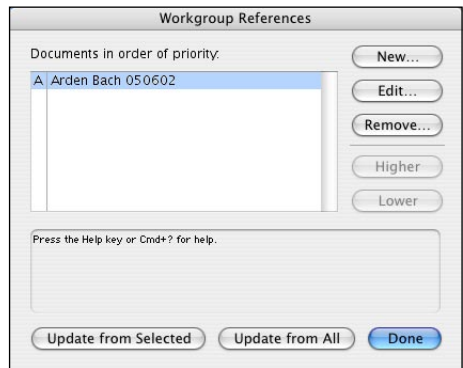 Workgroup References
Documents in order of priority:
A Arden Bach 050602
New...
Edit...
Remove...
Higher
Lower
Press the Help key or Cmd+? for help.
Update from Selected
Update from All
Done